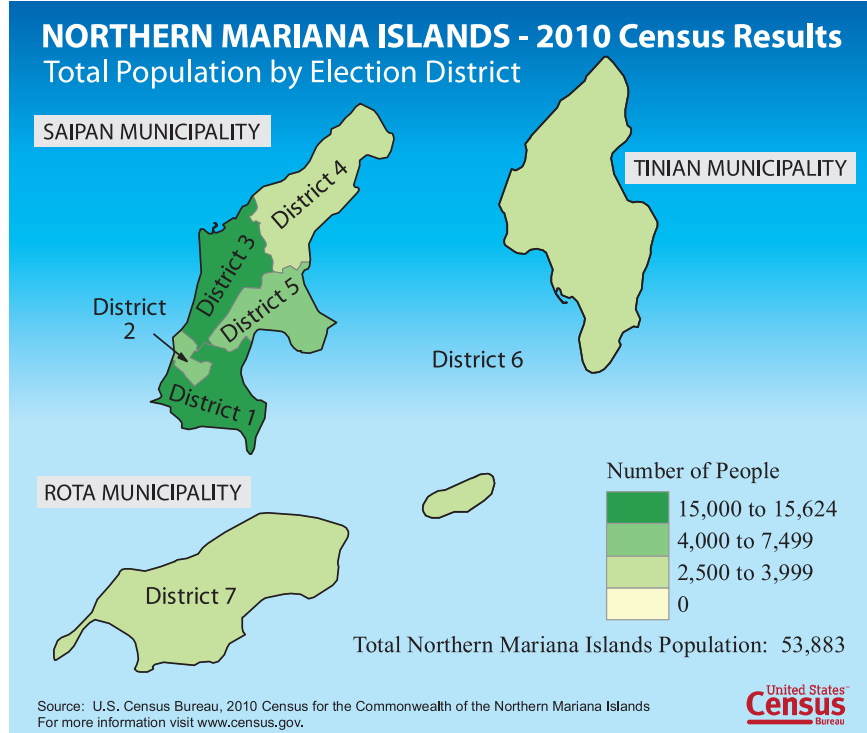 NORTHERN MARIANA ISLANDS - 2010 Census Results
Total Population by Election District
SAIPAN MUNICIPALITY
TINIAN MUNICIPALITY
District 4
District 3
District 5
District
2
District 6
District 1
ROTA MUNICIPALITY
District 7
Number of People
15,000 to 15,624
4,000 to 7,499
2,500 to 3,999
0
Total Northern Mariana Islands Population: 53,883
Source: U.S. Census Bureau, 2010 Census for the Commonwealth of the Northern Mariana Islands
For more information visit www.census.gov.
United States™
Census
Bureau